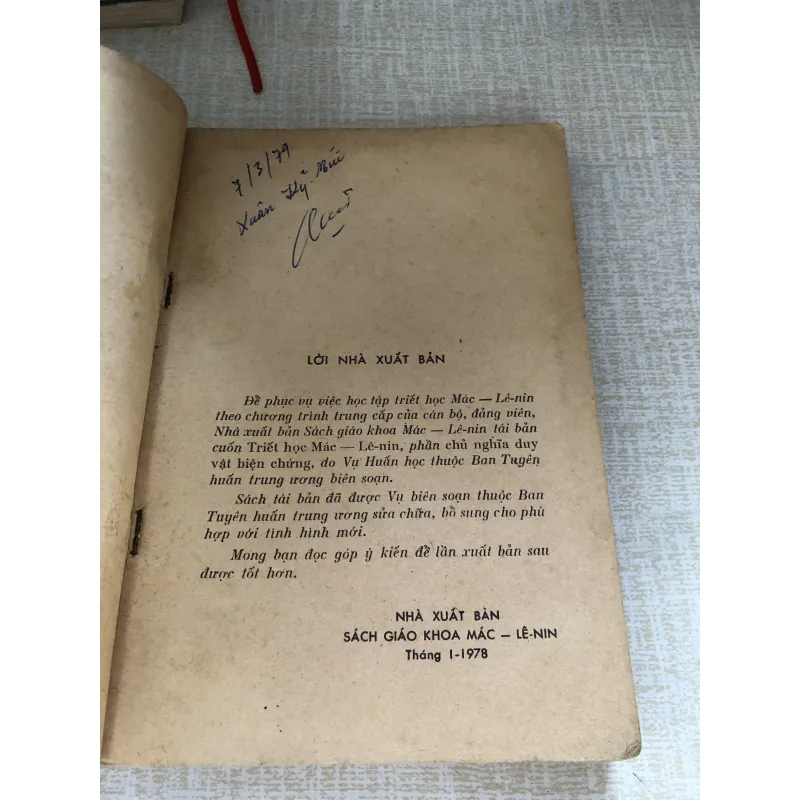 7/3/79
Xuân Kỷ Mùi
LỜI NHÀ XUẤT BẢN
Để phục vụ việc học tập triết học Mác — Lê-nin
theo chương trình trung cấp của cán bộ, đảng viên,
Nhà xuất bản Sách giáo khoa Mác — Lê-nin tái bản
cuốn Triết học Mác — Lê-nin, phần chủ nghĩa duy
vật biện chứng, do Vụ Huấn học thuộc Ban Tuyên
huấn trung ương biên soạn.
Sách tái bản đã được Vụ biên soạn thuộc Ban
Tuyên huấn trung ương sửa chữa, bổ sung cho phù
hợp với tình hình mới.
Mong bạn đọc góp ý kiến để lần xuất bản sau
được tốt hơn.
NHÀ XUẤT BẢN
SÁCH GIÁO KHOA MÁC — LÊ-NIN
Tháng 1-1978